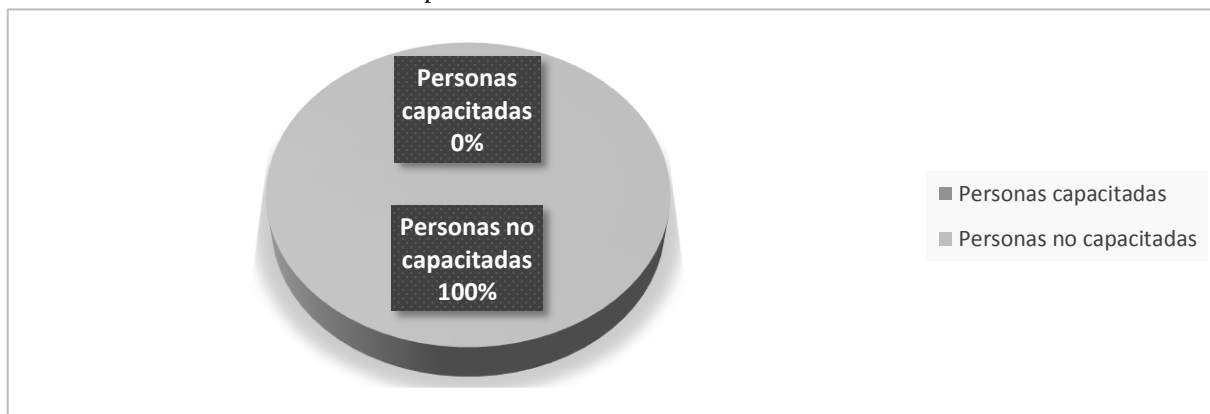 Personas
capacitadas
0%
Personas no
capacitadas
100%
Personas capacitadas
Personas no capacitadas